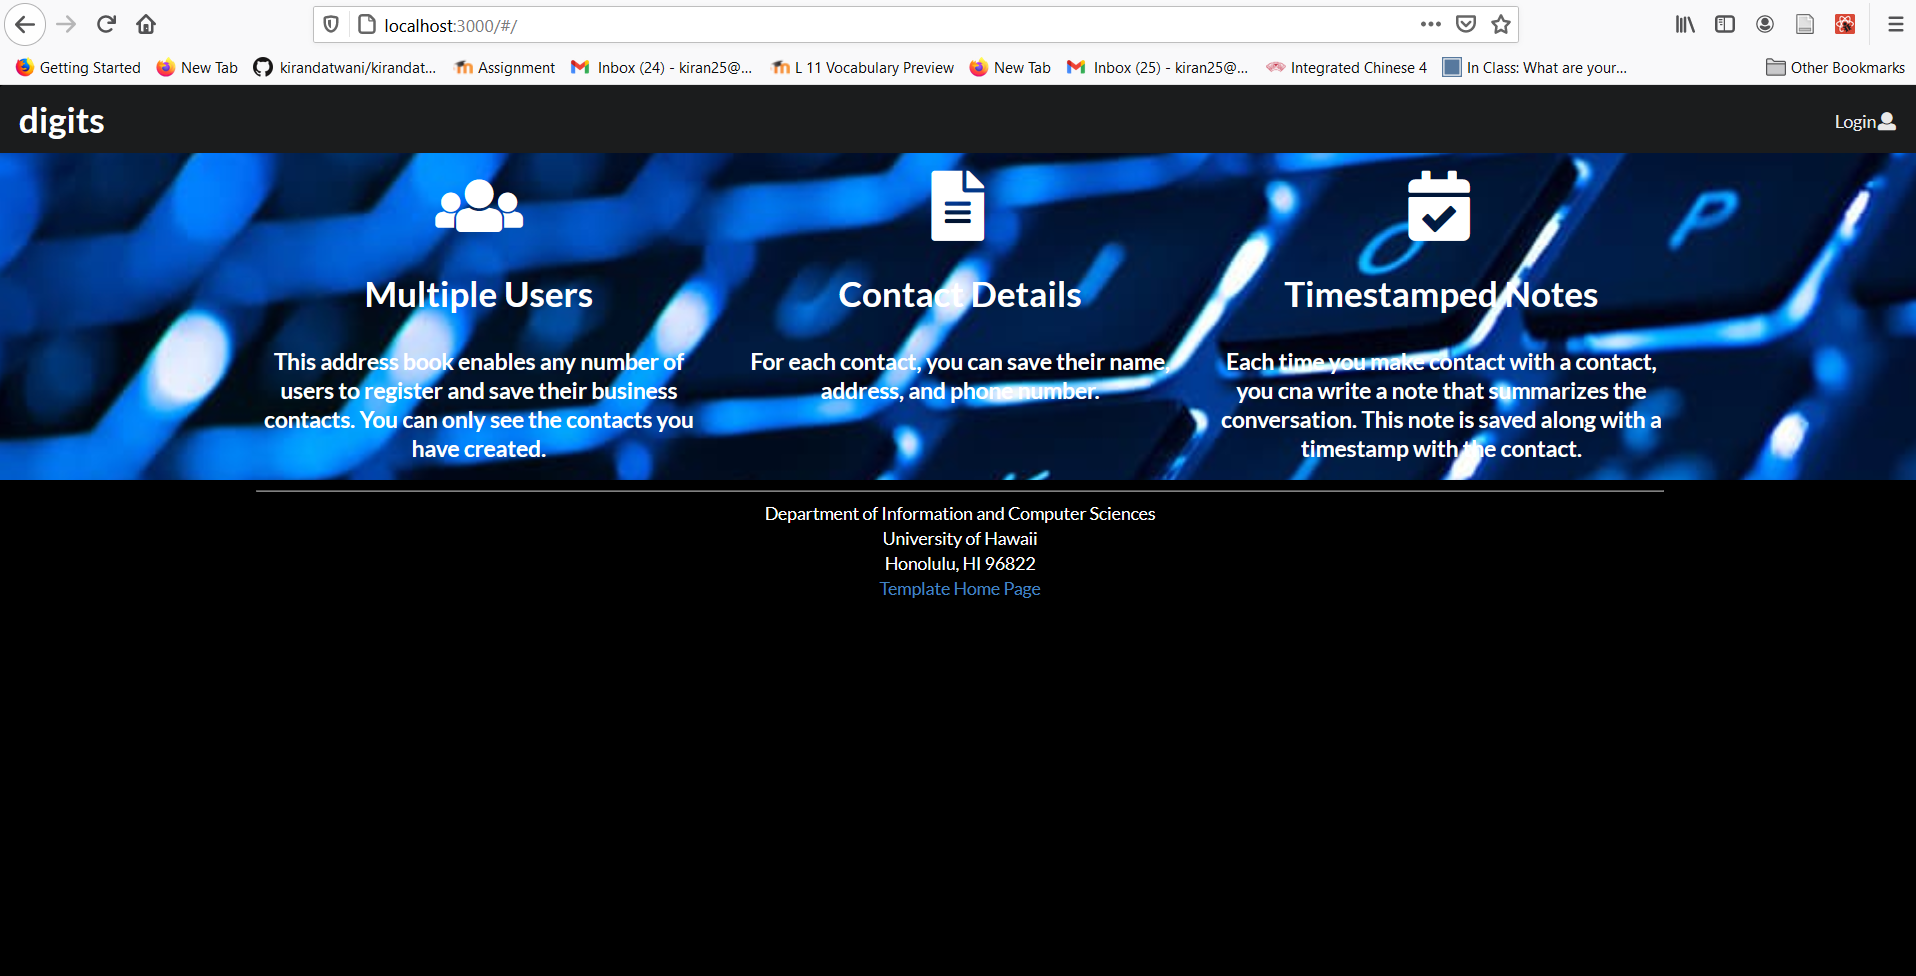 localhost:3000/#/
Getting Started New Tab kirandatwani/kirandat... Assignment Inbox (24) - kiran25@... L 11 Vocabulary Preview New Tab Inbox (25) - kiran25@... Integrated Chinese 4 In Class: What are your... Other Bookmarks
digits
Login
Multiple Users
This address book enables any number of
users to register and save their business
contacts. You can only see the contacts you
have created.
Contact Details
For each contact, you can save their name,
address, and phone number.
Timestamped Notes
Each time you make contact with a contact,
you cna write a note that summarizes the
conversation. This note is saved along with a
timestamp with the contact.
Department of Information and Computer Sciences
University of Hawaii
Honolulu, HI 96822
Template Home Page
O
P